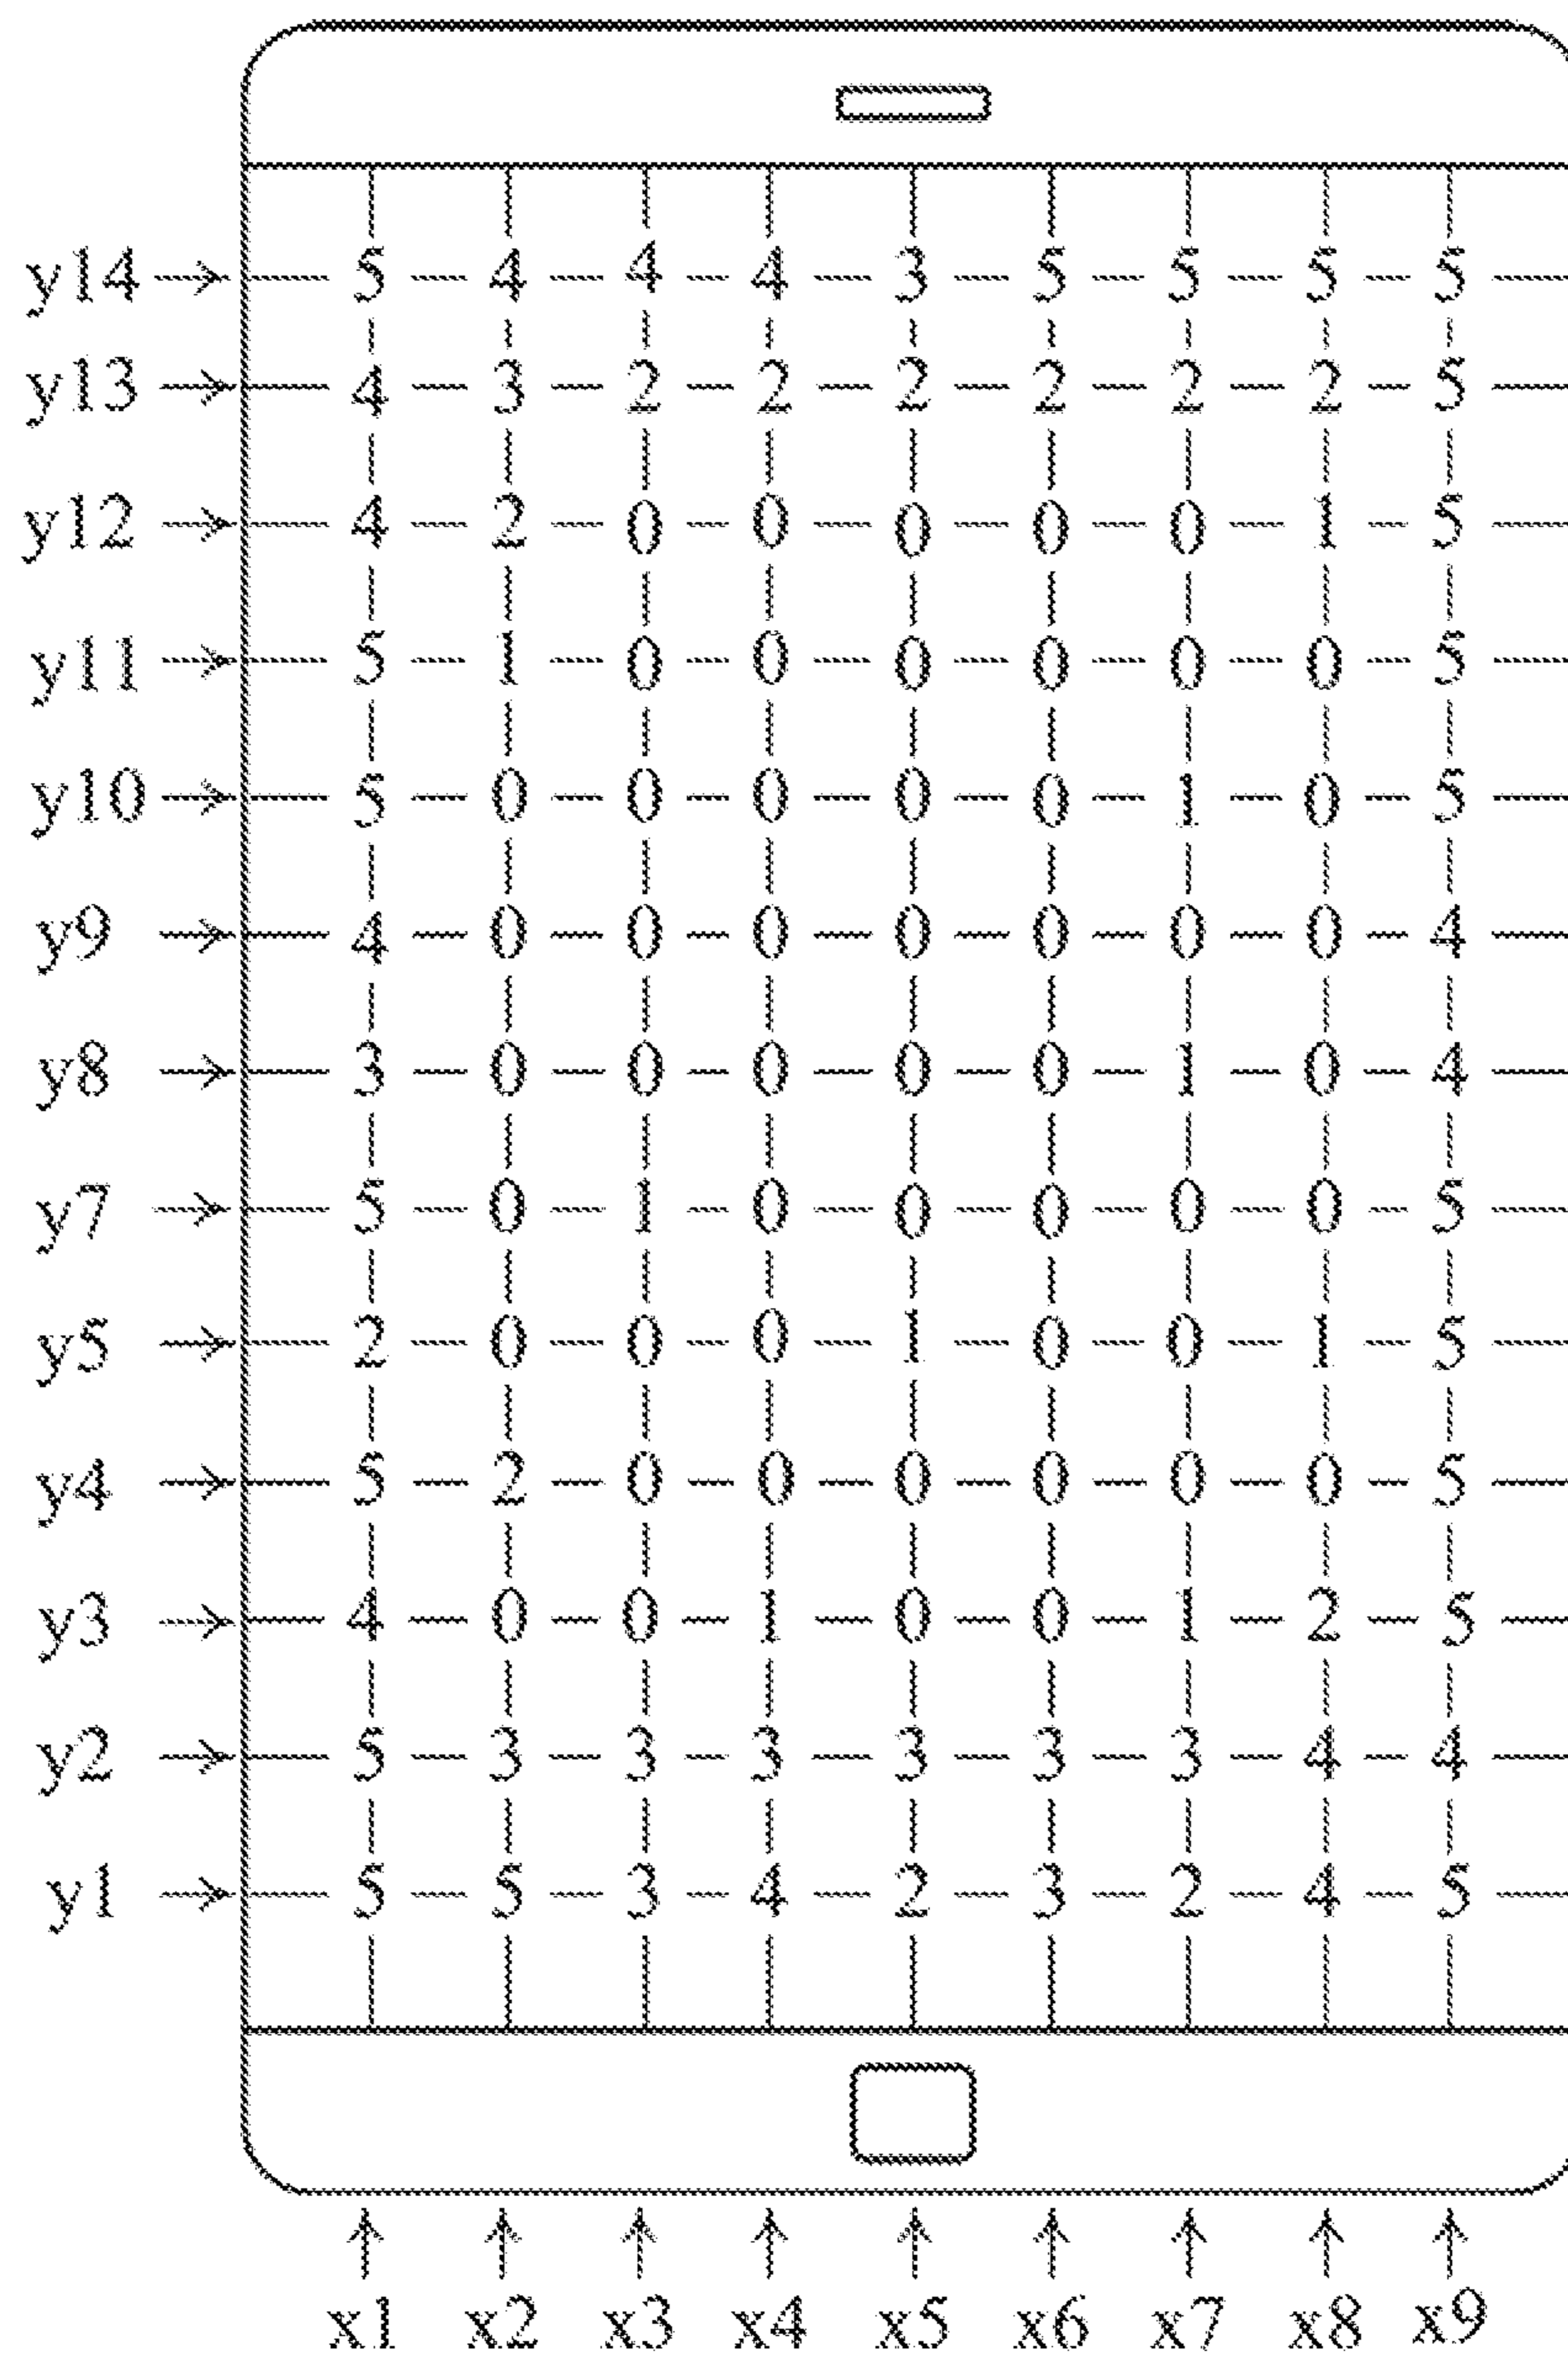 y14 5 4 4 4 3 5 5 5 5
y13 4 3 2 2 2 2 2 2 5
y12 4 2 0 0 0 0 0 1 5
y11 5 1 0 0 0 0 0 0 5
y10 5 0 0 0 0 0 1 0 5
y9 4 0 0 0 0 0 0 0 4
y8 3 0 0 0 0 0 1 0 4
y7 5 0 1 0 0 0 0 0 5
y5 2 0 0 0 1 0 0 1 5
y4 5 2 0 0 0 0 0 0 5
y3 4 0 0 1 0 0 1 2 5
y2 5 3 3 3 3 3 3 4 4
y1 5 5 3 4 2 3 2 4 5
x1 x2 x3 x4 x5 x6 x7 x8 x9